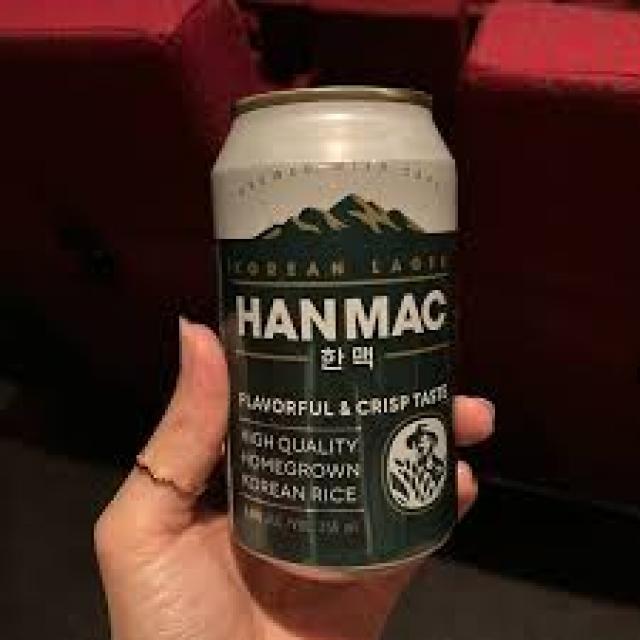 KOREAN LAGER
HANMAC
한맥
FLAVORFUL & CRISP TASTE
HIGH QUALITY
HOMEGROWN
KOREAN RICE